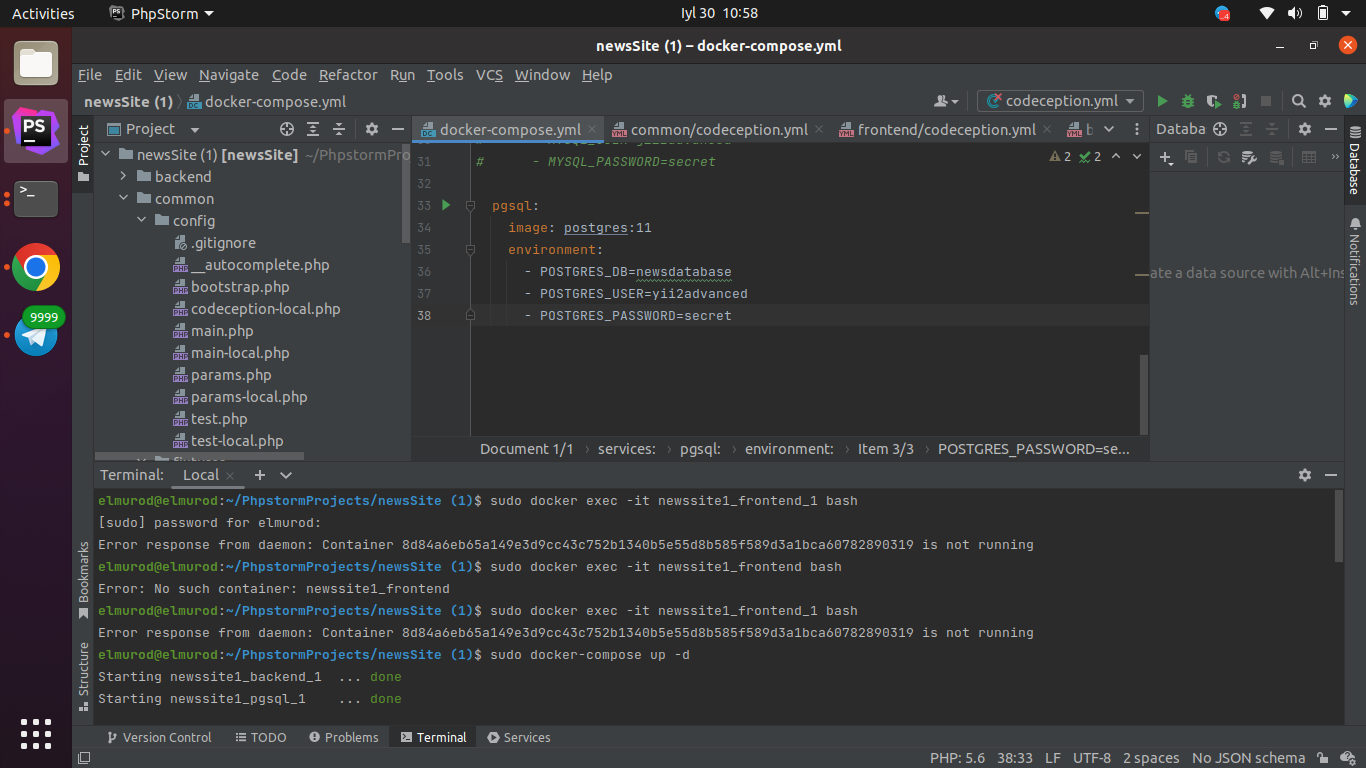 Activities PhpStorm Iyl 30 10:58
newsSite (1) – docker-compose.yml
File Edit View Navigate Code Refactor Run Tools VCS Window Help
newsSite (1) docker-compose.yml codeception.yml
Project docker-compose.yml common/codeception.yml frontend/codeception.yml Databa
Project
Database
Notifications
Bookmarks
Structure
PS
>_
9999
newsSite (1) [newsSite] ~/PhpstormPro
backend
common
config
.gitignore
__autocomplete.php
bootstrap.php
codeception-local.php
main.php
main-local.php
params.php
params-local.php
test.php
test-local.php
31 # - MYSQL_PASSWORD=secret
2 2
32
33 pgsql:
34 image: postgres:11
35 environment:
36 - POSTGRES_DB=newsdatabase
37 - POSTGRES_USER=yii2advanced
38 - POSTGRES_PASSWORD=secret
ate a data source with Alt+Ins
Document 1/1 › services: › pgsql: › environment: › Item 3/3 › POSTGRES_PASSWORD=se...
Terminal: Local
elmurod@elmurod:~/PhpstormProjects/newsSite (1)$ sudo docker exec -it newssite1_frontend_1 bash
[sudo] password for elmurod:
Error response from daemon: Container 8d84a6eb65a149e3d9cc43c752b1340b5e55d8b585f589d3a1bca60782890319 is not running
elmurod@elmurod:~/PhpstormProjects/newsSite (1)$ sudo docker exec -it newssite1_frontend bash
Error: No such container: newssite1_frontend
elmurod@elmurod:~/PhpstormProjects/newsSite (1)$ sudo docker exec -it newssite1_frontend_1 bash
Error response from daemon: Container 8d84a6eb65a149e3d9cc43c752b1340b5e55d8b585f589d3a1bca60782890319 is not running
elmurod@elmurod:~/PhpstormProjects/newsSite (1)$ sudo docker-compose up -d
Starting newssite1_backend_1 ... done
Starting newssite1_pgsql_1 ... done
Version Control TODO Problems Terminal Services
PHP: 5.6 38:33 LF UTF-8 2 spaces No JSON schema